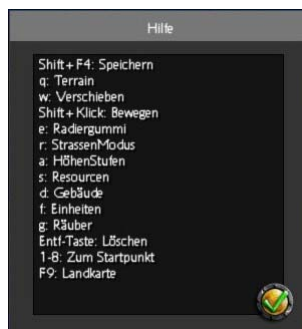 Hilfe
Shift+F4: Speichern
q: Terrain
w: Verschieben
Shift+Klick: Bewegen
e: Radiergummi
r: StrassenModus
a: HöhenStufen
s: Resourcen
d: Gebäude
f: Einheiten
g: Räuber
Entf-Taste: Löschen
1-8: Zum Startpunkt
F9: Landkarte